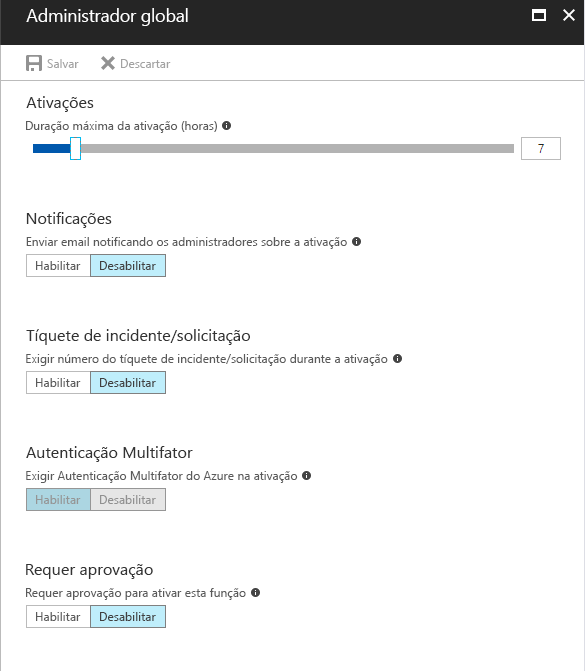 Administrador global
Salvar Descartar
Ativações
Duração máxima da ativação (horas)
7
Notificações
Enviar email notificando os administradores sobre a ativação
Habilitar Desabilitar
Tíquete de incidente/solicitação
Exigir número do tíquete de incidente/solicitação durante a ativação
Habilitar Desabilitar
Autenticação Multifator
Exigir Autenticação Multifator do Azure na ativação
Habilitar Desabilitar
Requer aprovação
Requer aprovação para ativar esta função
Habilitar Desabilitar